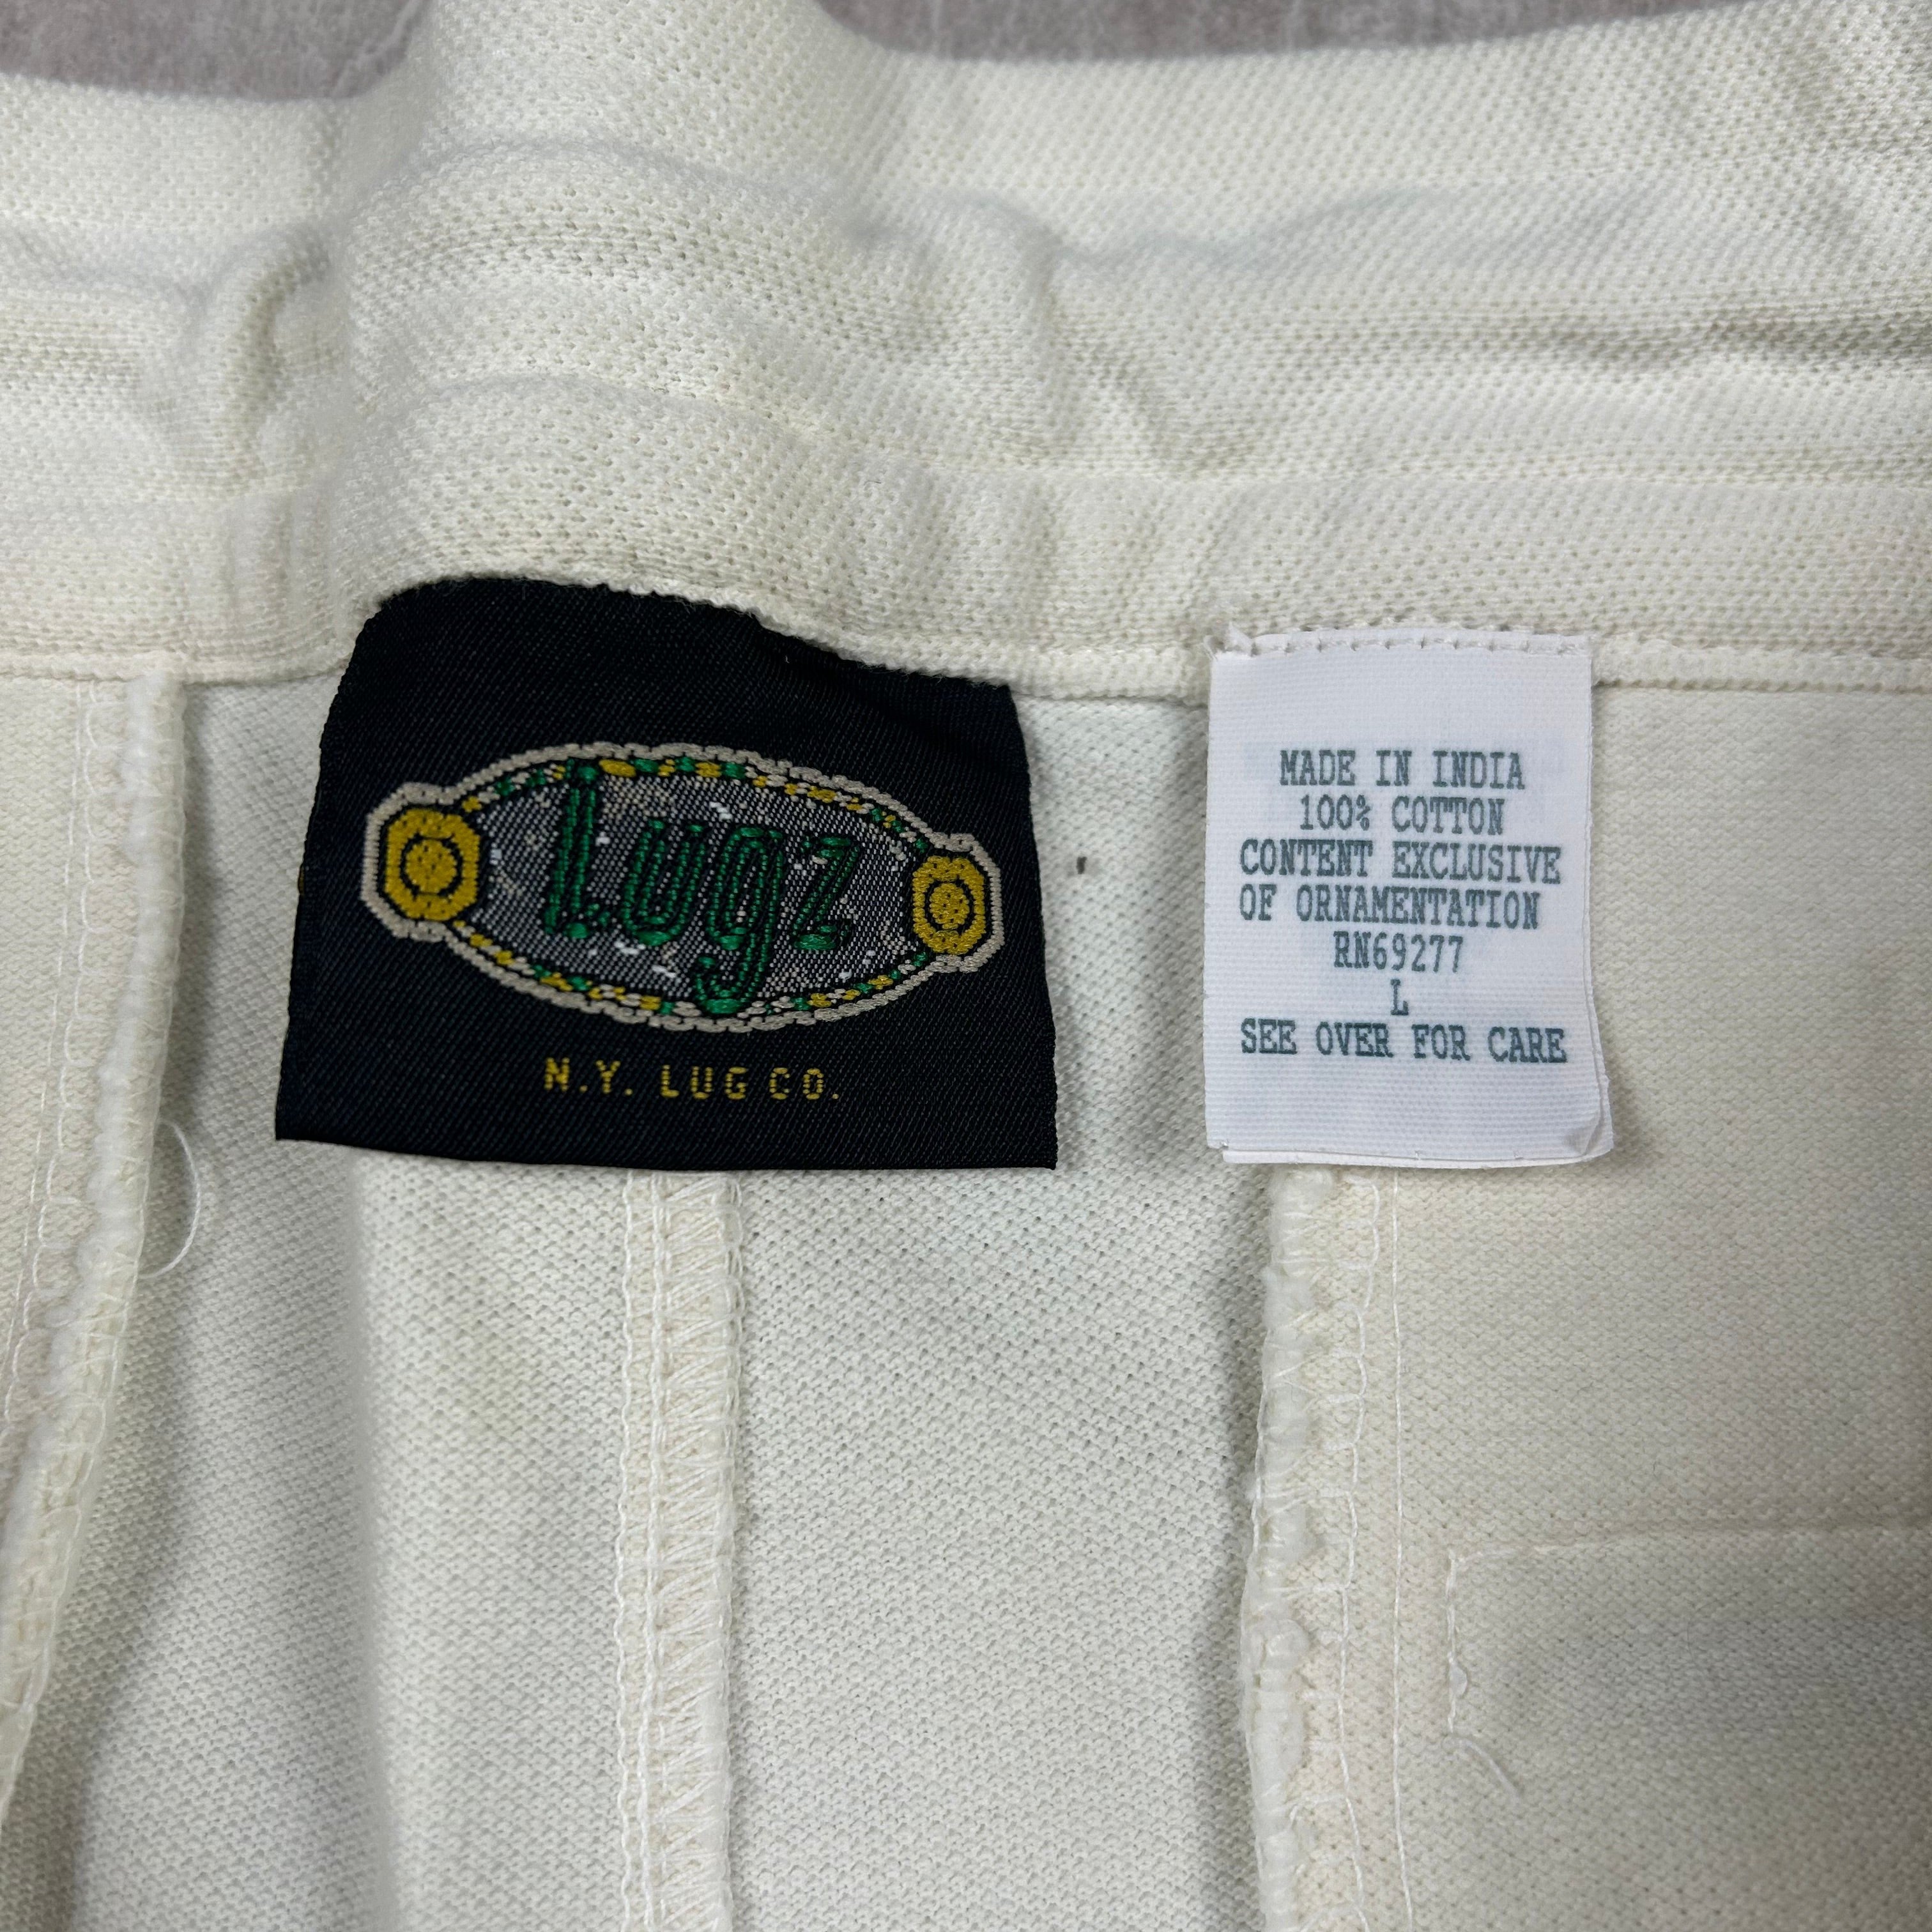 Lugz
N.Y. LUG CO.
MADE IN INDIA
100% COTTON
CONTENT EXCLUSIVE
OF ORNAMENTATION
RN69277
L
SEE OVER FOR CARE